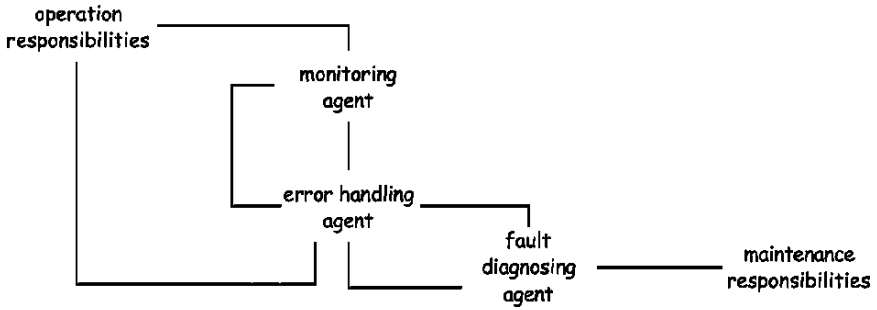 operation
responsibilities
monitoring
agent
error handling
agent
fault
diagnosing
agent
maintenance
responsibilities